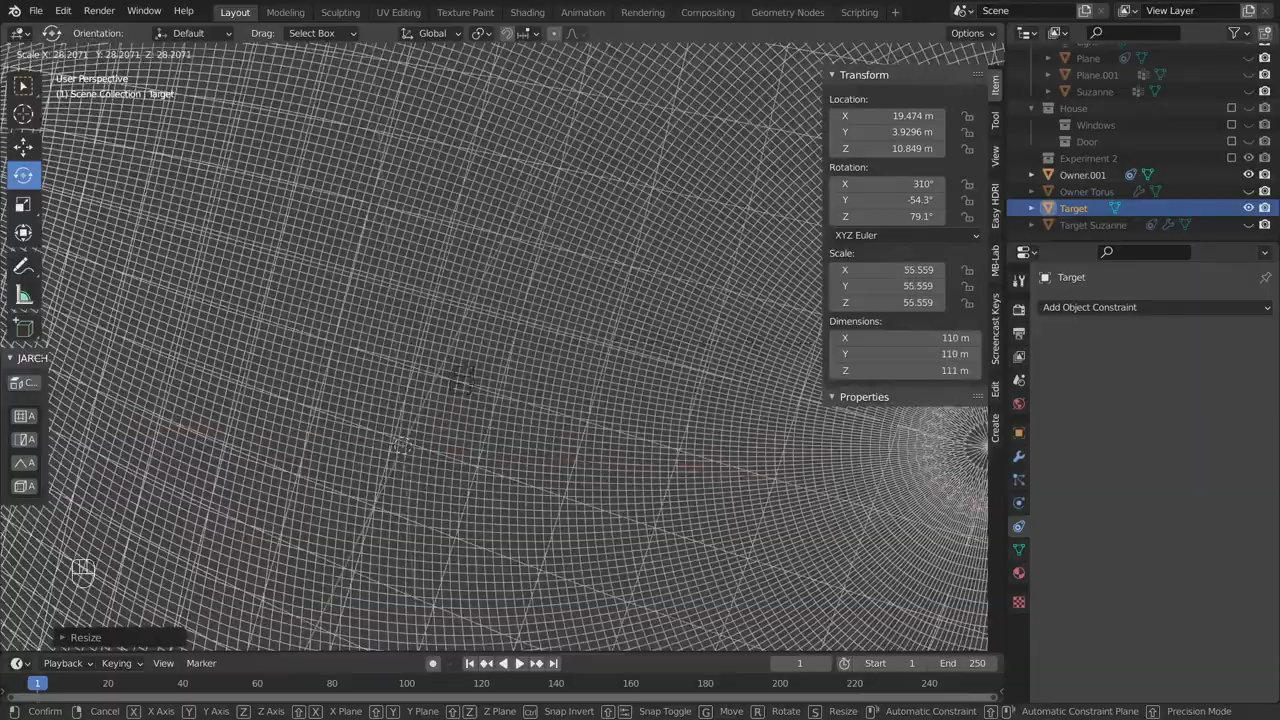 File Edit Render Window Help
Layout Modeling Sculpting UV Editing Texture Paint Shading Animation Rendering Compositing Geometry Nodes Scripting +
Scene
View Layer
Orientation: Default Drag: Select Box
Global
Options
Scale X: 28.2071 Y: 28.2071 Z: 28.2071
User Perspective
(1) Scene Collection | Target
JARCH
C...
A
A
A
A
Resize
Transform
Location:
X 19.474 m
Y 3.9296 m
Z 10.849 m
Rotation:
X 310°
Y -54.3°
Z 79.1°
XYZ Euler
Scale:
X 55.559
Y 55.559
Z 55.559
Dimensions:
X 110 m
Y 110 m
Z 111 m
Properties
Item
Tool
View
Easy HDRI
MB-Lab
Screencast Keys
Edit
Create
Plane
Plane.001
Suzanne
House
Windows
Door
Experiment 2
Owner.001
Owner Torus
Target
Target Suzanne
Target
Add Object Constraint
Playback Keying View Marker
1 Start 1 End 250
1 20 40 60 80 100 120 140 160 180 200 220 240
Confirm Cancel X X Axis Y Y Axis Z Z Axis X X Plane Y Y Plane Z Z Plane Ctrl Snap Invert Snap Toggle G Move R Rotate S Resize Automatic Constraint Automatic Constraint Plane Precision Mode